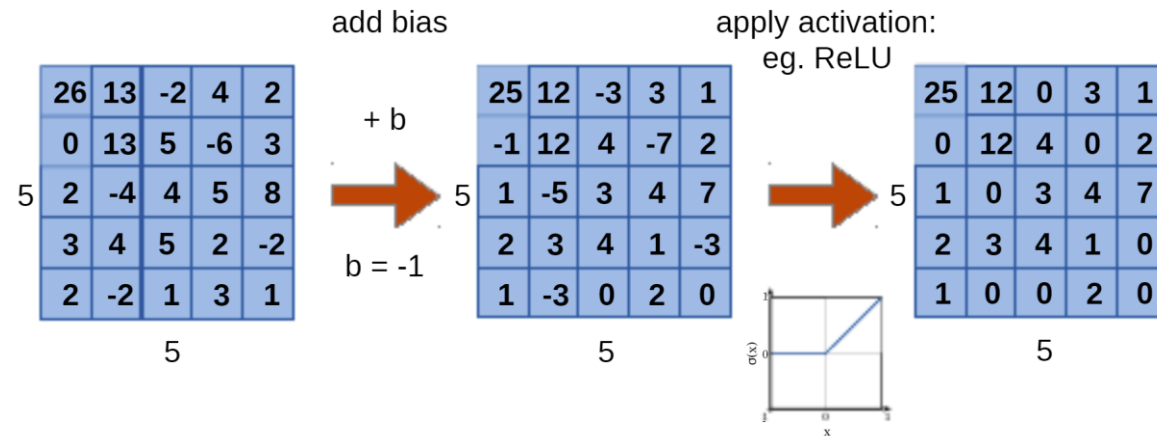 add bias
apply activation:
eg. ReLU
26 13 -2 4 2
0 13 5 -6 3
2 -4 4 5 8
3 4 5 2 -2
2 -2 1 3 1
5
5
+ b
b = -1
25 12 -3 3 1
-1 12 4 -7 2
1 -5 3 4 7
2 3 4 1 -3
1 -3 0 2 0
5
5
σ(x)
0
0
x
25 12 0 3 1
0 12 4 0 2
1 0 3 4 7
2 3 4 1 0
1 0 0 2 0
5
5